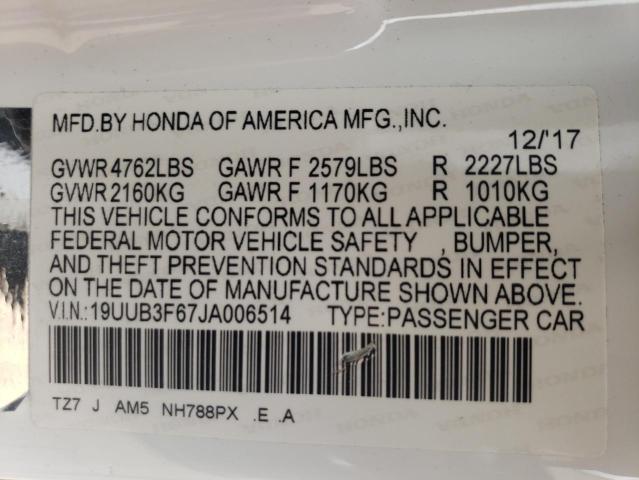 MFD.BY HONDA OF AMERICA MFG.,INC.
12/'17
GVWR 4762LBS GAWR F 2579LBS R 2227LBS
GVWR 2160KG GAWR F 1170KG R 1010KG
THIS VEHICLE CONFORMS TO ALL APPLICABLE
FEDERAL MOTOR VEHICLE SAFETY , BUMPER,
AND THEFT PREVENTION STANDARDS IN EFFECT
ON THE DATE OF MANUFACTURE SHOWN ABOVE.
V.I.N.: 19UUB3F67JA006514 TYPE:PASSENGER CAR
TZ7 J AM5 NH788PX .E .A